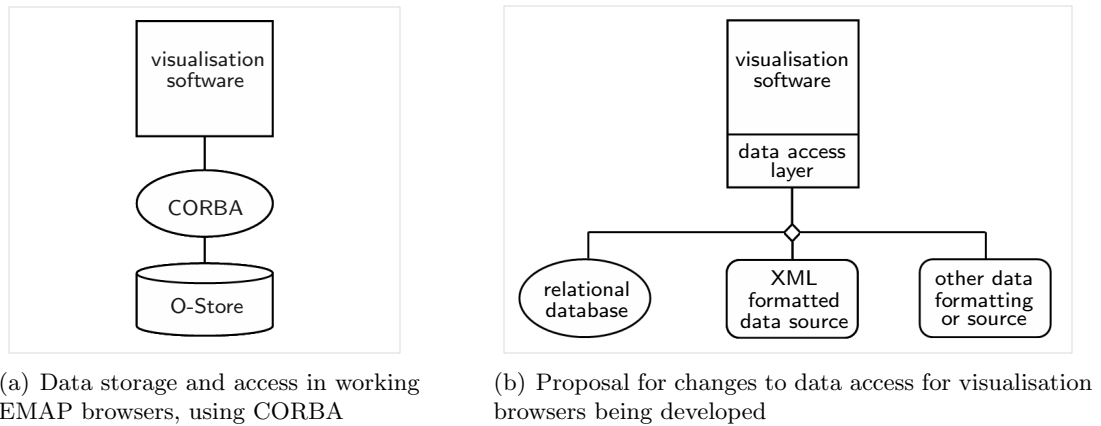 visualisation
software
CORBA
O-Store
(a) Data storage and access in working
EMAP browsers, using CORBA
visualisation
software
data access
layer
relational
database
XML
formatted
data source
other data
formatting
or source
(b) Proposal for changes to data access for visualisation
browsers being developed